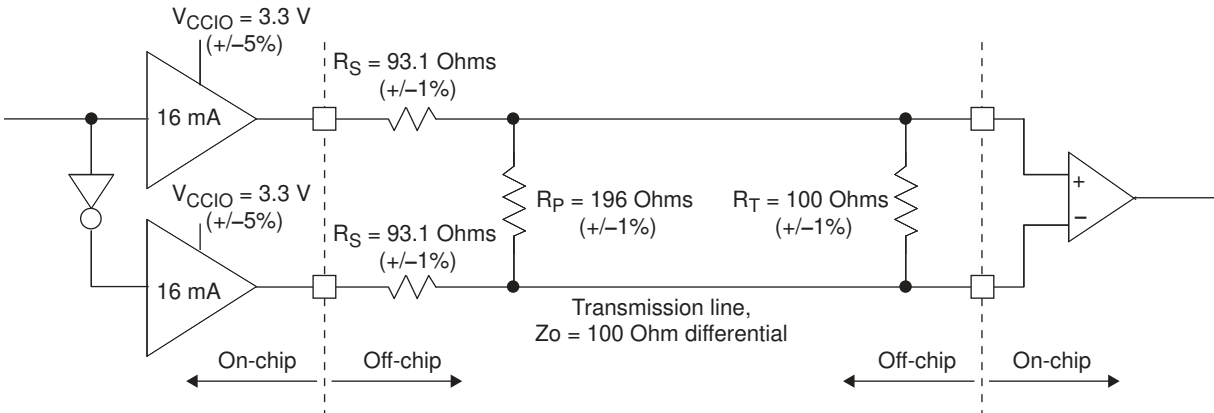 V_CCIO = 3.3 V
(+/–5%)
16 mA
R_S = 93.1 Ohms
(+/–1%)
V_CCIO = 3.3 V
(+/–5%)
16 mA
R_S = 93.1 Ohms
(+/–1%)
R_P = 196 Ohms
(+/–1%)
R_T = 100 Ohms
(+/–1%)
+
–
Transmission line,
Zo = 100 Ohm differential
On-chip
Off-chip
Off-chip
On-chip